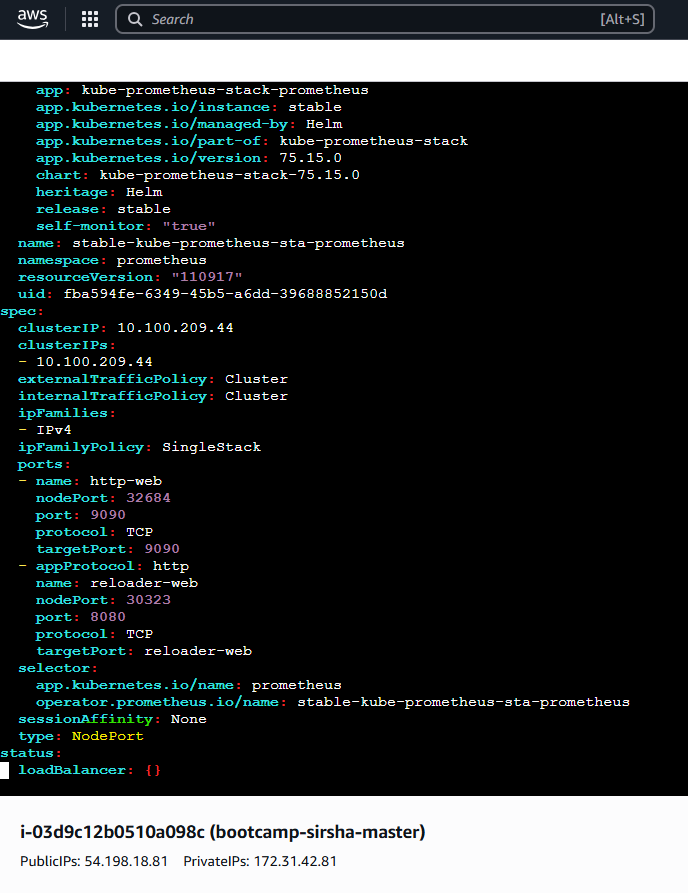 aws
Search [Alt+S]
app: kube-prometheus-stack-prometheus
app.kubernetes.io/instance: stable
app.kubernetes.io/managed-by: Helm
app.kubernetes.io/part-of: kube-prometheus-stack
app.kubernetes.io/version: 75.15.0
chart: kube-prometheus-stack-75.15.0
heritage: Helm
release: stable
self-monitor: "true"
name: stable-kube-prometheus-sta-prometheus
namespace: prometheus
resourceVersion: "110917"
uid: fba594fe-6349-45b5-a6dd-39688852150d
spec:
clusterIP: 10.100.209.44
clusterIPs:
- 10.100.209.44
externalTrafficPolicy: Cluster
internalTrafficPolicy: Cluster
ipFamilies:
- IPv4
ipFamilyPolicy: SingleStack
ports:
- name: http-web
nodePort: 32684
port: 9090
protocol: TCP
targetPort: 9090
- appProtocol: http
name: reloader-web
nodePort: 30323
port: 8080
protocol: TCP
targetPort: reloader-web
selector:
app.kubernetes.io/name: prometheus
operator.prometheus.io/name: stable-kube-prometheus-sta-prometheus
sessionAffinity: None
type: NodePort
status:
loadBalancer: {}
i-03d9c12b0510a098c (bootcamp-sirsha-master)
PublicIPs: 54.198.18.81 PrivateIPs: 172.31.42.81